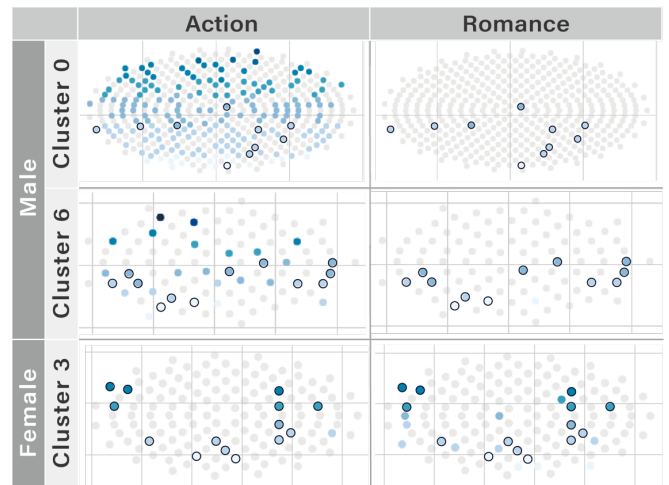 Action
Romance
Male
Cluster 0
Cluster 6
Female
Cluster 3